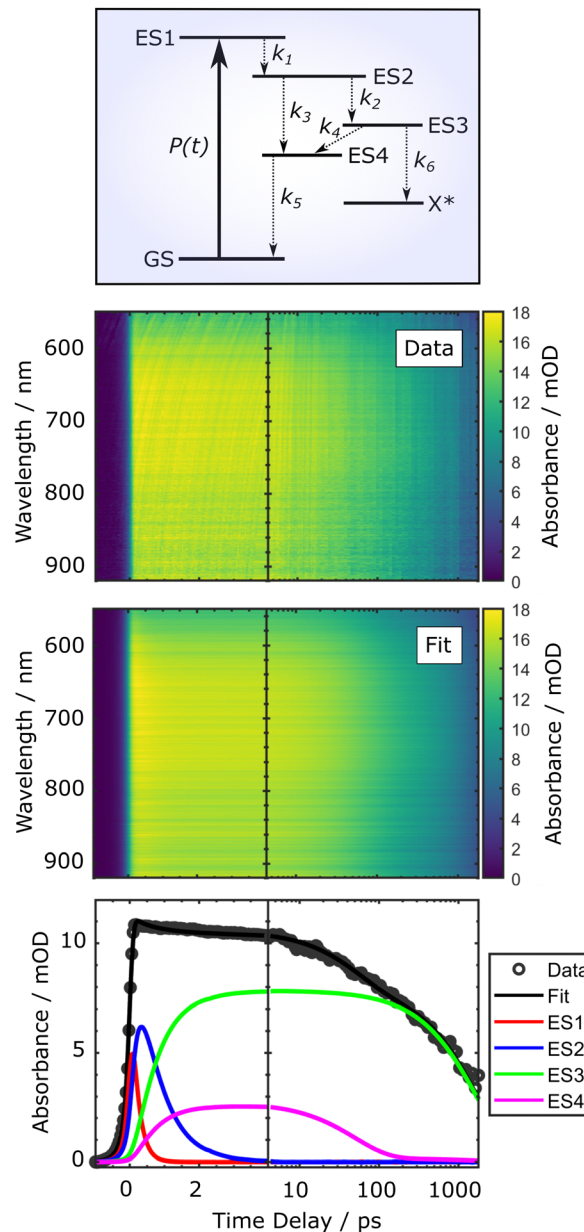 ES1
k1
ES2
k3
k2
P(t)
k4
ES3
ES4
k6
k5
X*
GS
Data
600
700
800
900
Wavelength / nm
18
16
14
12
10
8
6
4
2
0
Absorbance / mOD
Fit
600
700
800
900
Wavelength / nm
18
16
14
12
10
8
6
4
2
0
Absorbance / mOD
10
5
0
Absorbance / mOD
0
2
10
100
1000
Time Delay / ps
Data
Fit
ES1
ES2
ES3
ES4